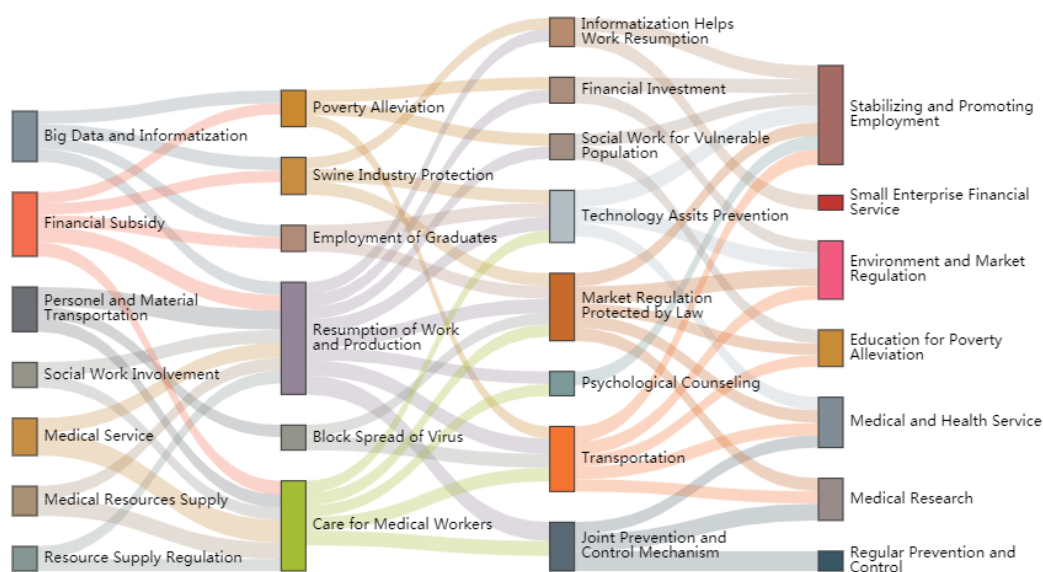 Big Data and Informatization
Financial Subsidy
Personel and Material
Transportation
Social Work Involvement
Medical Service
Medical Resources Supply
Resource Supply Regulation
Poverty Alleviation
Swine Industry Protection
Employment of Graduates
Resumption of Work
and Production
Block Spread of Virus
Care for Medical Workers
Informatization Helps
Work Resumption
Financial Investment
Social Work for Vulnerable
Population
Technology Assits Prevention
Market Regulation
Protected by Law
Psychological Counseling
Transportation
Joint Prevention and
Control Mechanism
Stabilizing and Promoting
Employment
Small Enterprise Financial
Service
Environment and Market
Regulation
Education for Poverty
Alleviation
Medical and Health Service
Medical Research
Regular Prevention and
Control